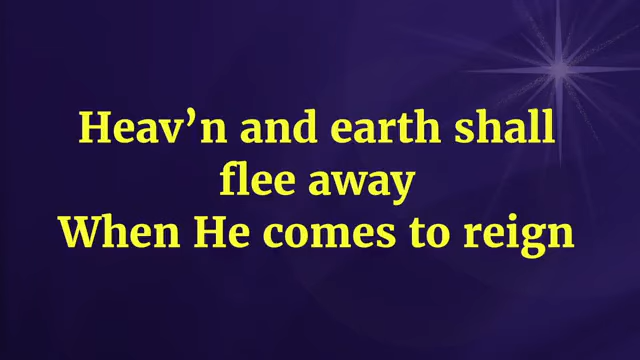 Heav’n and earth shall
flee away
When He comes to reign